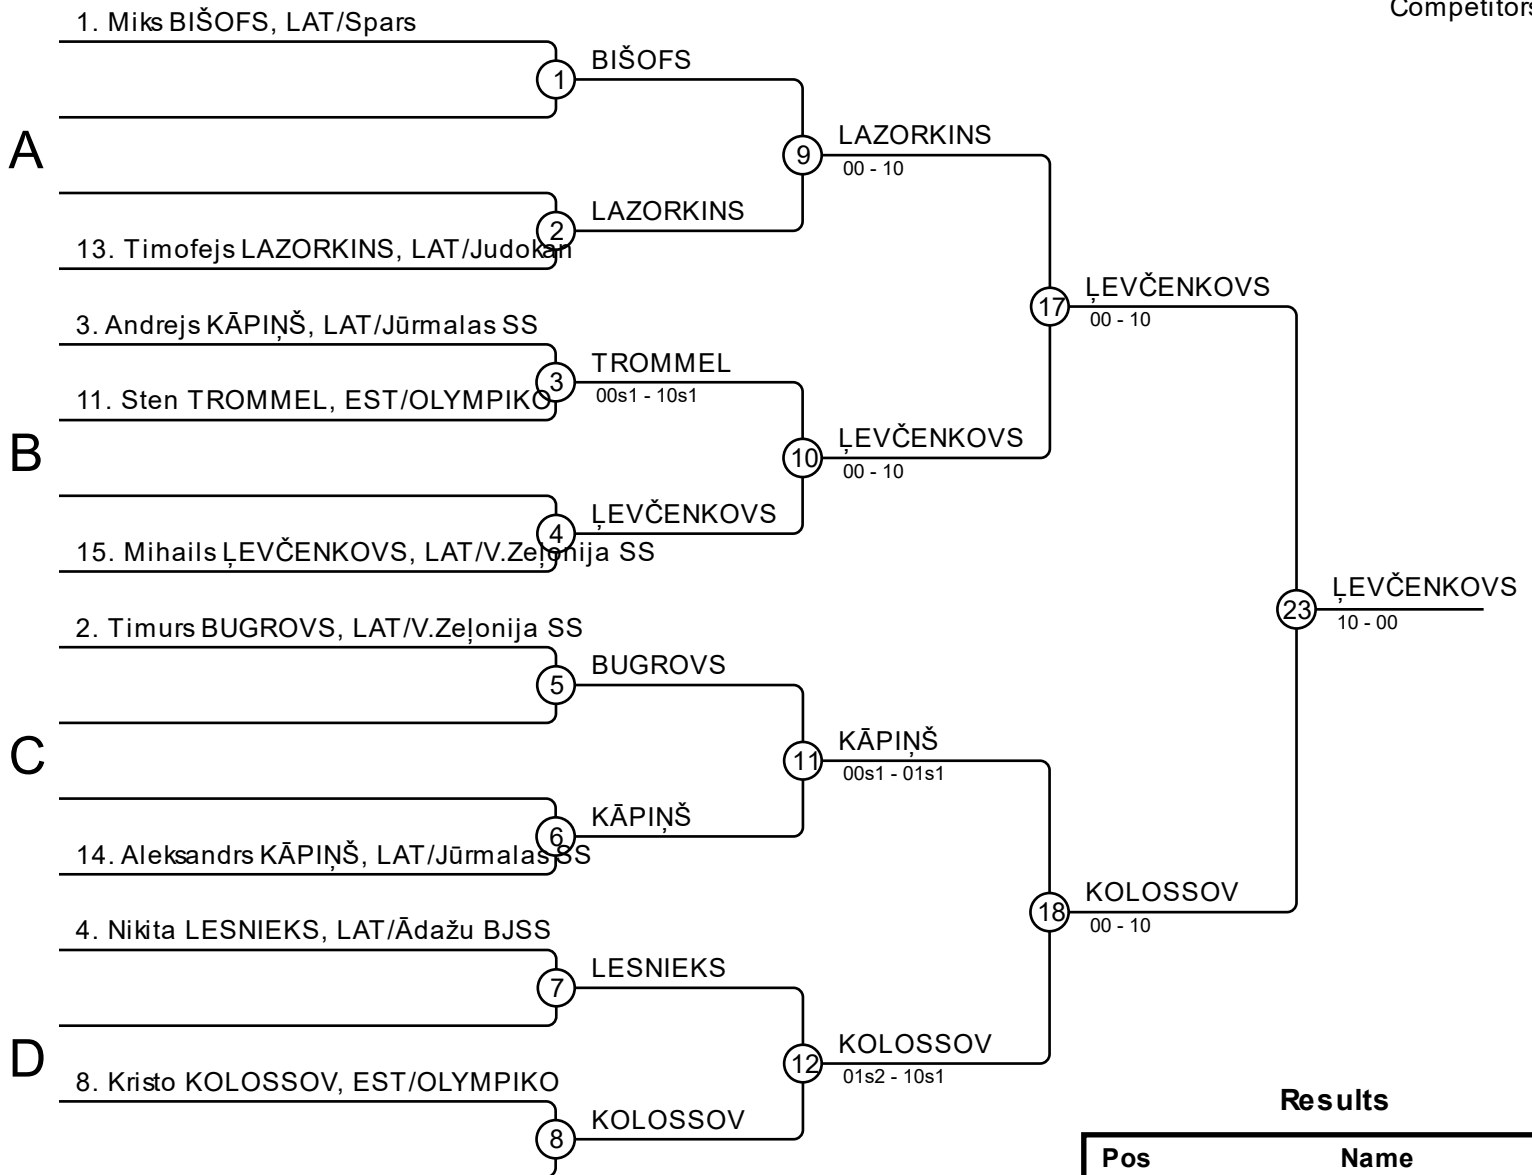 Competitors
1. Miks BIŠOFS, LAT/Spars
BIŠOFS
1
A
LAZORKINS
9
00 - 10
LAZORKINS
2
13. Timofejs LAZORKINS, LAT/Judokan
ĻEVČENKOVS
17
00 - 10
3. Andrejs KĀPIŅŠ, LAT/Jūrmalas SS
TROMMEL
3
00s1 - 10s1
11. Sten TROMMEL, EST/OLYMPIKO
B
ĻEVČENKOVS
10
00 - 10
ĻEVČENKOVS
4
15. Mihails ĻEVČENKOVS, LAT/V.Zeļonija SS
ĻEVČENKOVS
23
10 - 00
2. Timurs BUGROVS, LAT/V.Zeļonija SS
BUGROVS
5
C
KĀPIŅŠ
11
00s1 - 01s1
KĀPIŅŠ
6
14. Aleksandrs KĀPIŅŠ, LAT/Jūrmalas SS
KOLOSSOV
18
00 - 10
4. Nikita LESNIEKS, LAT/Ādažu BJSS
LESNIEKS
7
D
KOLOSSOV
12
01s2 - 10s1
8. Kristo KOLOSSOV, EST/OLYMPIKO
KOLOSSOV
8
Results
Pos Name